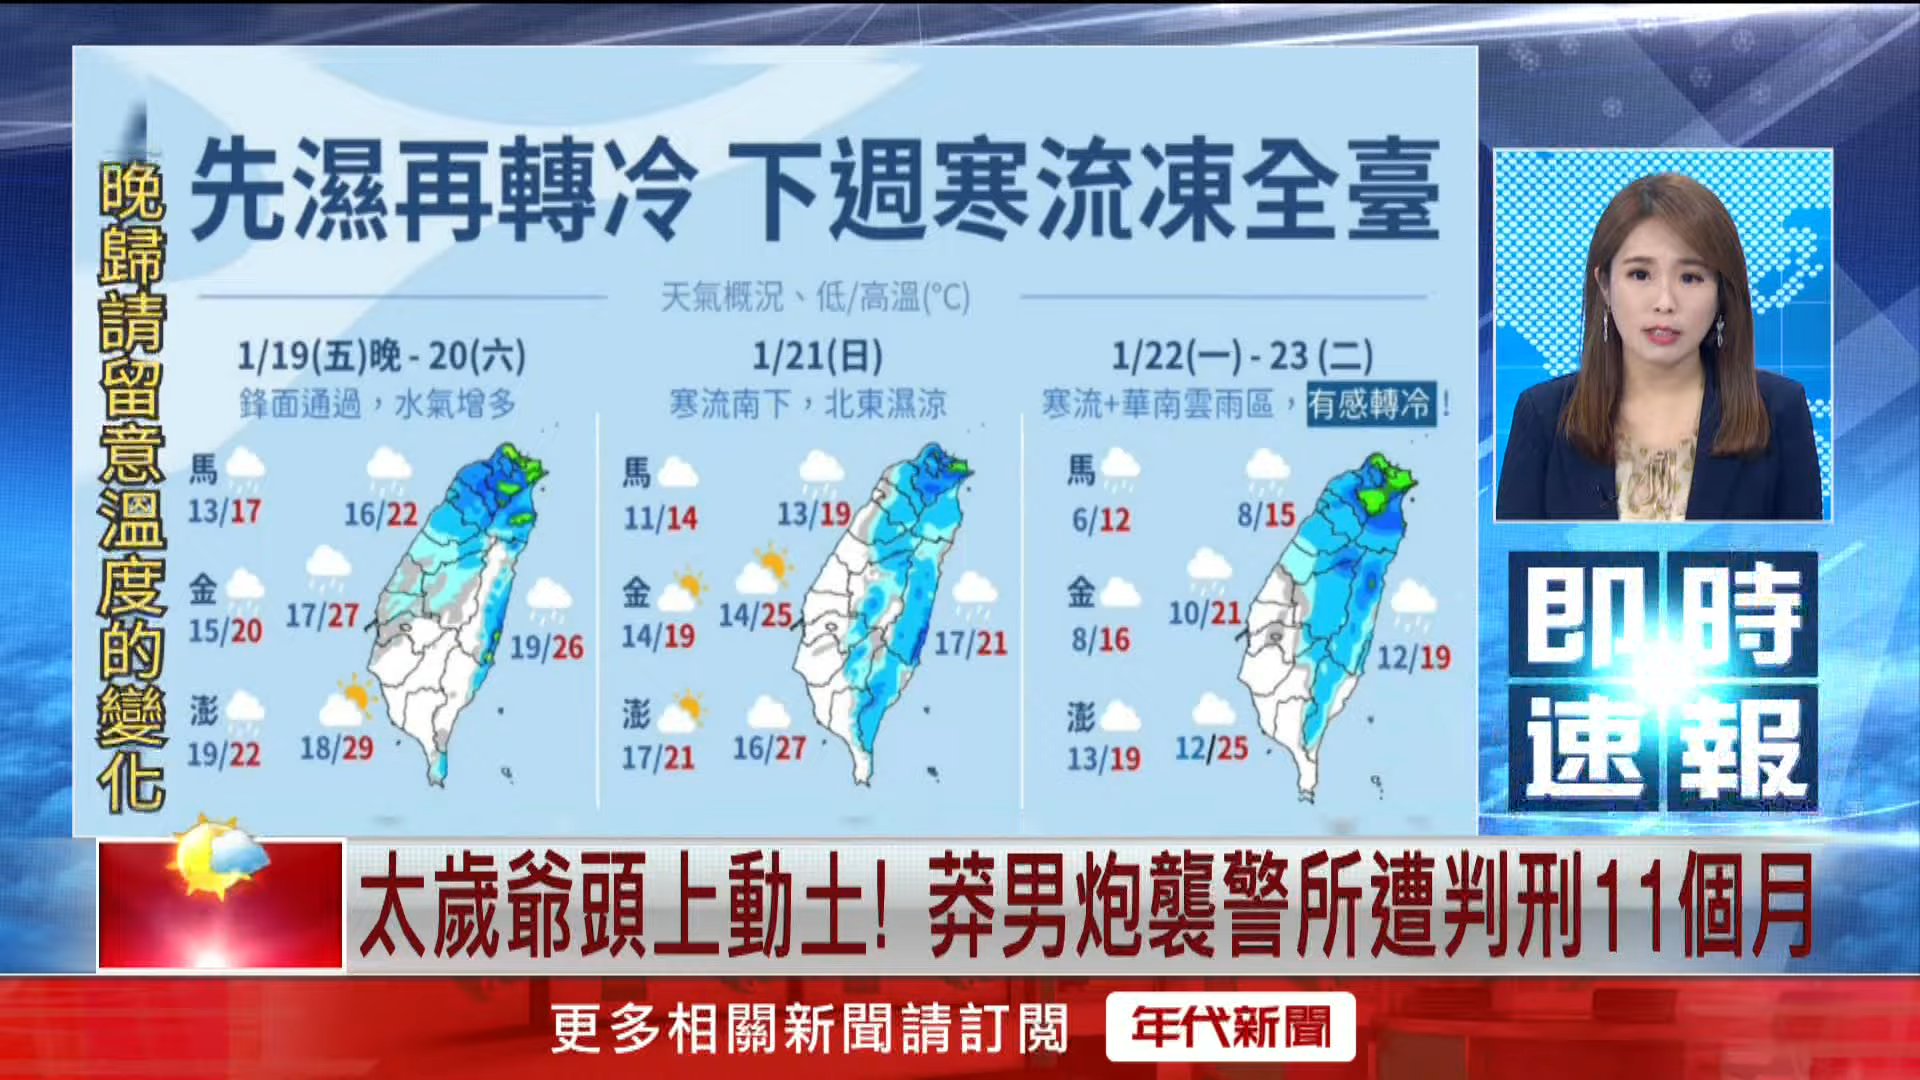 晚歸請留意溫度的變化
先濕再轉冷 下週寒流凍全臺
天氣概況、低/高溫(°C)
1/19(五)晚 - 20(六)
鋒面通過，水氣增多
馬
13/17
16/22
金
15/20
17/27
19/26
澎
19/22
18/29
1/21(日)
寒流南下，北東濕涼
馬
11/14
13/19
金
14/19
14/25
17/21
澎
17/21
16/27
1/22(一) - 23 (二)
寒流+華南雲雨區，有感轉冷！
馬
6/12
8/15
金
8/16
10/21
12/19
澎
13/19
12/25
即時
速報
太歲爺頭上動土! 莽男炮襲警所遭判刑11個月
更多相關新聞請訂閱 年代新聞